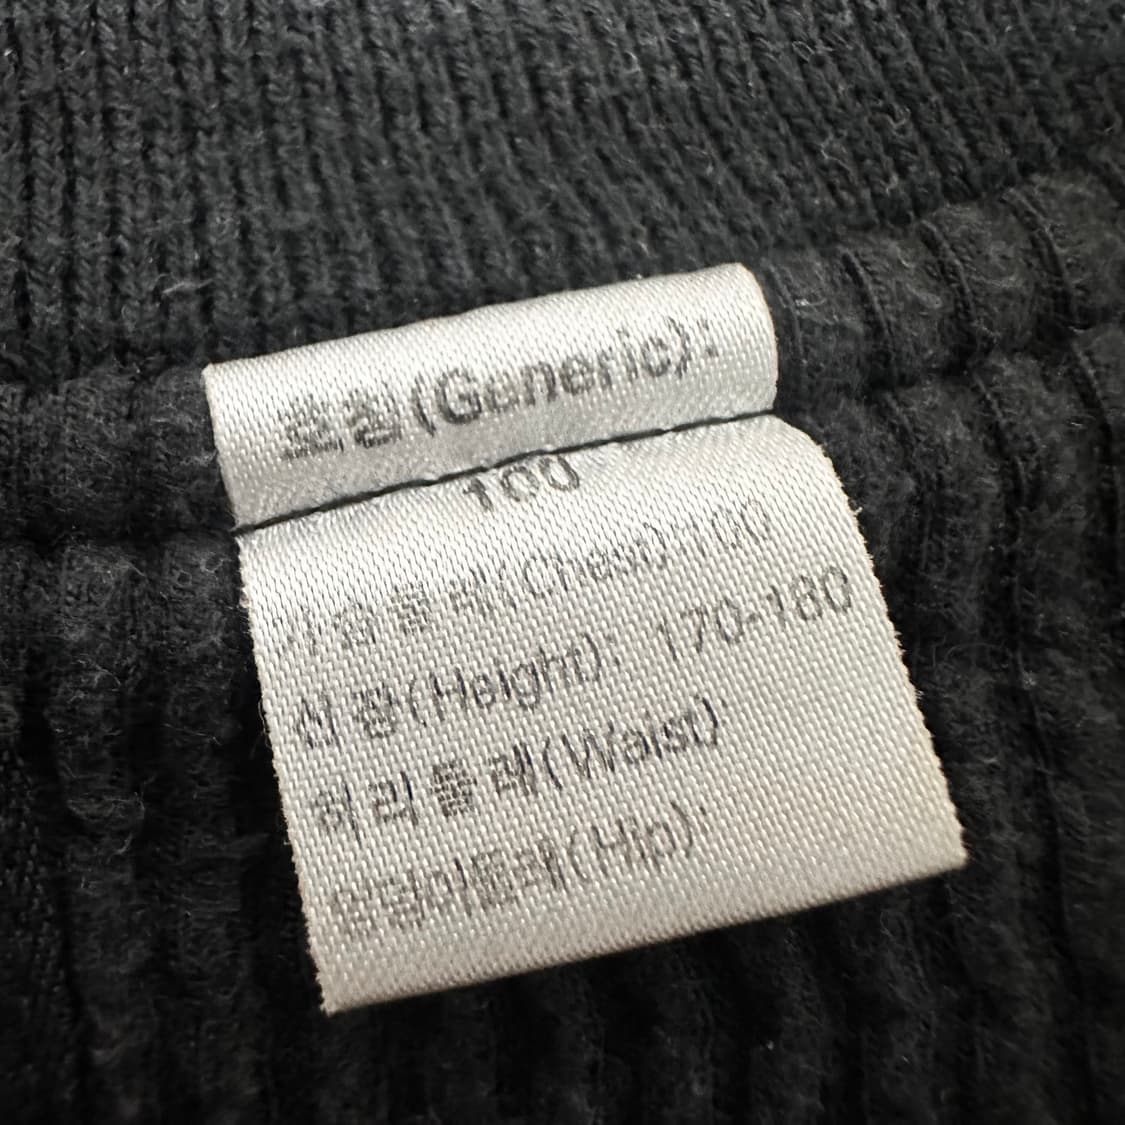 호칭(Generic):
100
가슴둘레(Chest):100
신장(Height): 170-180
허리둘레(Waist)
엉덩이둘레(Hip):